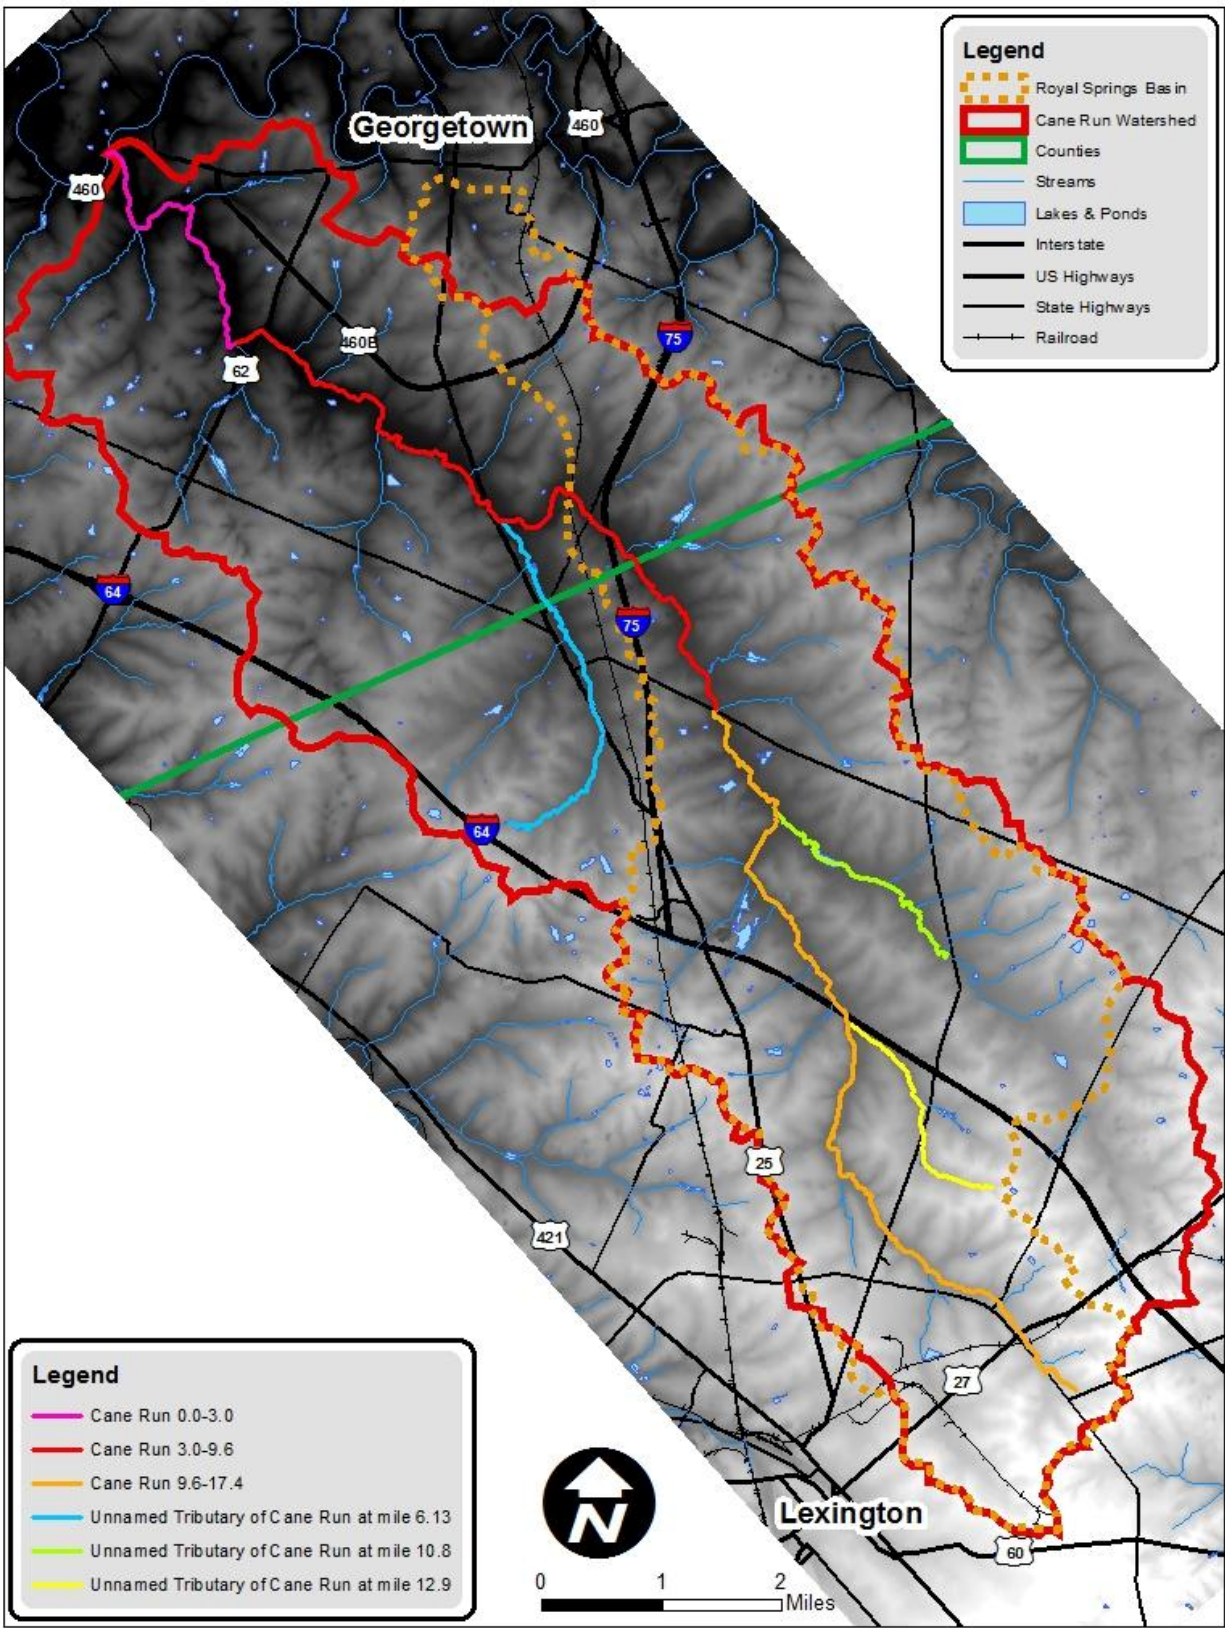 Legend
Royal Springs Basin
Cane Run Watershed
Counties
Streams
Lakes & Ponds
Interstate
US Highways
State Highways
Railroad
Georgetown
460
460
460B
75
62
64
75
64
25
421
27
Lexington
60
Legend
Cane Run 0.0-3.0
Cane Run 3.0-9.6
Cane Run 9.6-17.4
Unnamed Tributary of Cane Run at mile 6.13
Unnamed Tributary of Cane Run at mile 10.8
Unnamed Tributary of Cane Run at mile 12.9
N
0 1 2
Miles